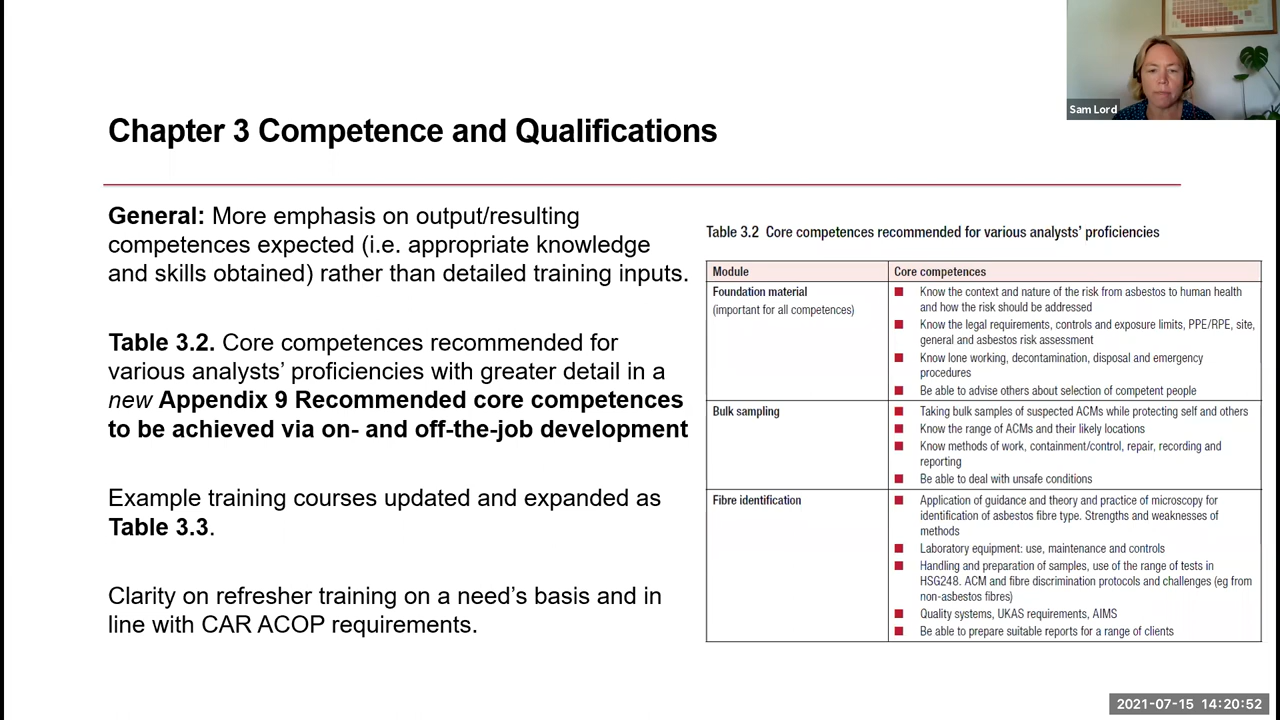 Sam Lord
Chapter 3 Competence and Qualifications
General: More emphasis on output/resulting
competences expected (i.e. appropriate knowledge
and skills obtained) rather than detailed training inputs.
Table 3.2. Core competences recommended for
various analysts' proficiencies with greater detail in a
new Appendix 9 Recommended core competences
to be achieved via on- and off-the-job development
Example training courses updated and expanded as
Table 3.3.
Clarity on refresher training on a need's basis and in
line with CAR ACOP requirements.
Table 3.2 Core competences recommended for various analysts' proficiencies
Module
Core competences
Foundation material
(important for all competences)
Know the context and nature of the risk from asbestos to human health
and how the risk should be addressed
Know the legal requirements, controls and exposure limits, PPE/RPE, site,
general and asbestos risk assessment
Know lone working, decontamination, disposal and emergency
procedures
Be able to advise others about selection of competent people
Bulk sampling
Taking bulk samples of suspected ACMs while protecting self and others
Know the range of ACMs and their likely locations
Know methods of work, containment/control, repair, recording and
reporting
Be able to deal with unsafe conditions
Fibre identification
Application of guidance and theory and practice of microscopy for
identification of asbestos fibre type. Strengths and weaknesses of
methods
Laboratory equipment: use, maintenance and controls
Handling and preparation of samples, use of the range of tests in
HSG248. ACM and fibre discrimination protocols and challenges (eg from
non-asbestos fibres)
Quality systems, UKAS requirements, AIMS
Be able to prepare suitable reports for a range of clients
2021-07-15 14:20:52